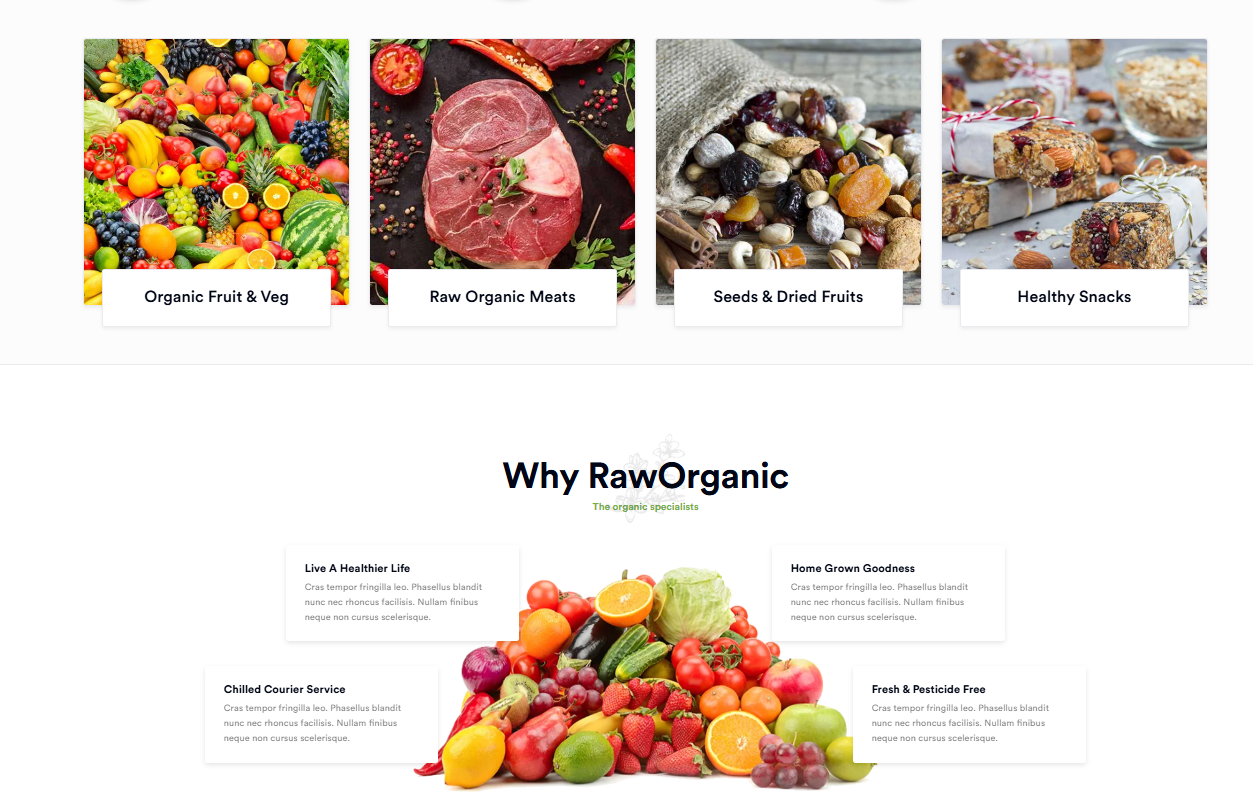 Organic Fruit & Veg
Raw Organic Meats
Seeds & Dried Fruits
Healthy Snacks
Why RawOrganic
The organic specialists
Live A Healthier Life
Cras tempor fringilla leo. Phasellus blandit
nunc nec rhoncus facilisis. Nullam finibus
neque non cursus scelerisque.
Home Grown Goodness
Cras tempor fringilla leo. Phasellus blandit
nunc nec rhoncus facilisis. Nullam finibus
neque non cursus scelerisque.
Chilled Courier Service
Cras tempor fringilla leo. Phasellus blandit
nunc nec rhoncus facilisis. Nullam finibus
neque non cursus scelerisque.
Fresh & Pesticide Free
Cras tempor fringilla leo. Phasellus blandit
nunc nec rhoncus facilisis. Nullam finibus
neque non cursus scelerisque.